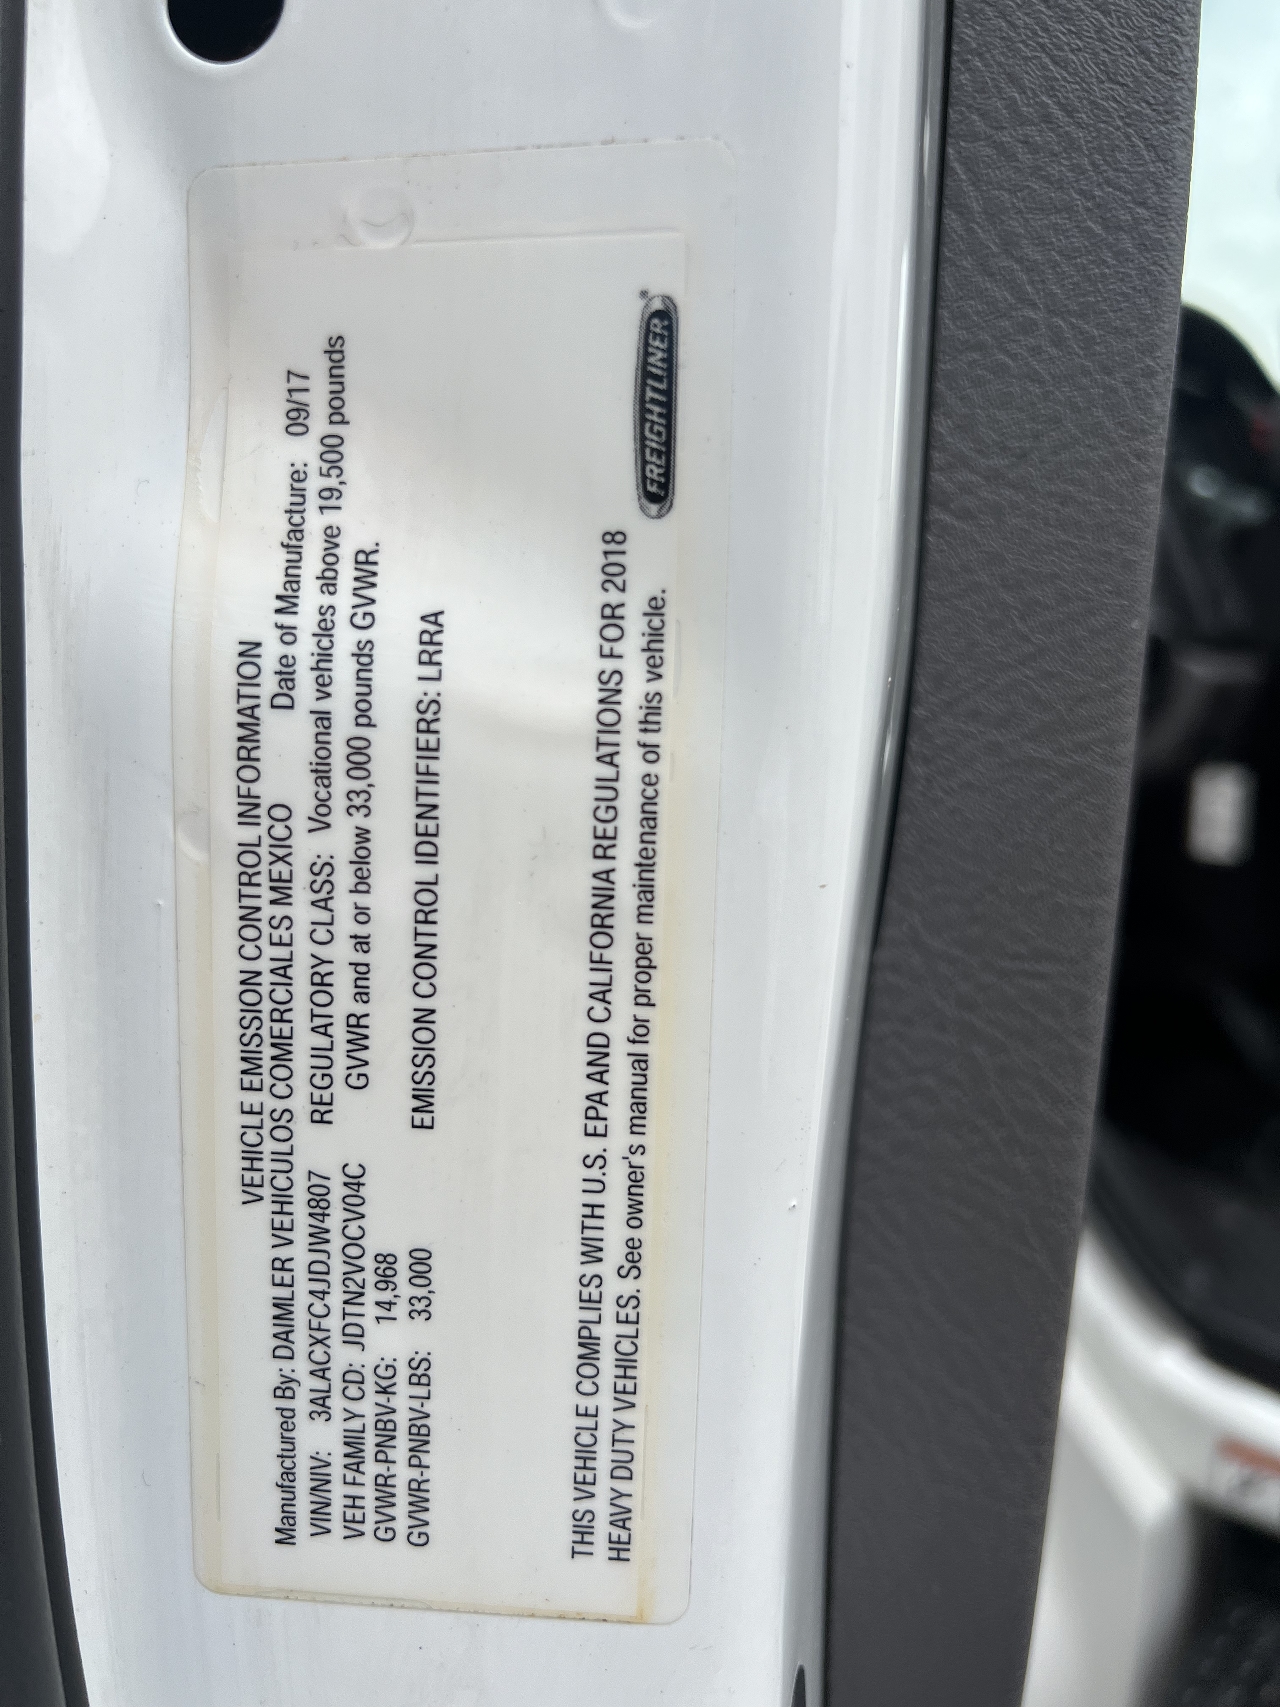 VEHICLE EMISSION CONTROL INFORMATION
Manufactured By: DAIMLER VEHICULOS COMERCIALES MEXICO Date of Manufacture: 09/17
VIN/NIV: 3ALACXFC4JDJW4807 REGULATORY CLASS: Vocational vehicles above 19,500 pounds
VEH FAMILY CD: JDTN2VOCV04C GVWR and at or below 33,000 pounds GVWR.
GVWR-PNBV-KG: 14,968
GVWR-PNBV-LBS: 33,000 EMISSION CONTROL IDENTIFIERS: LRRA
THIS VEHICLE COMPLIES WITH U.S. EPA AND CALIFORNIA REGULATIONS FOR 2018
HEAVY DUTY VEHICLES. See owner's manual for proper maintenance of this vehicle.
FREIGHTLINER®